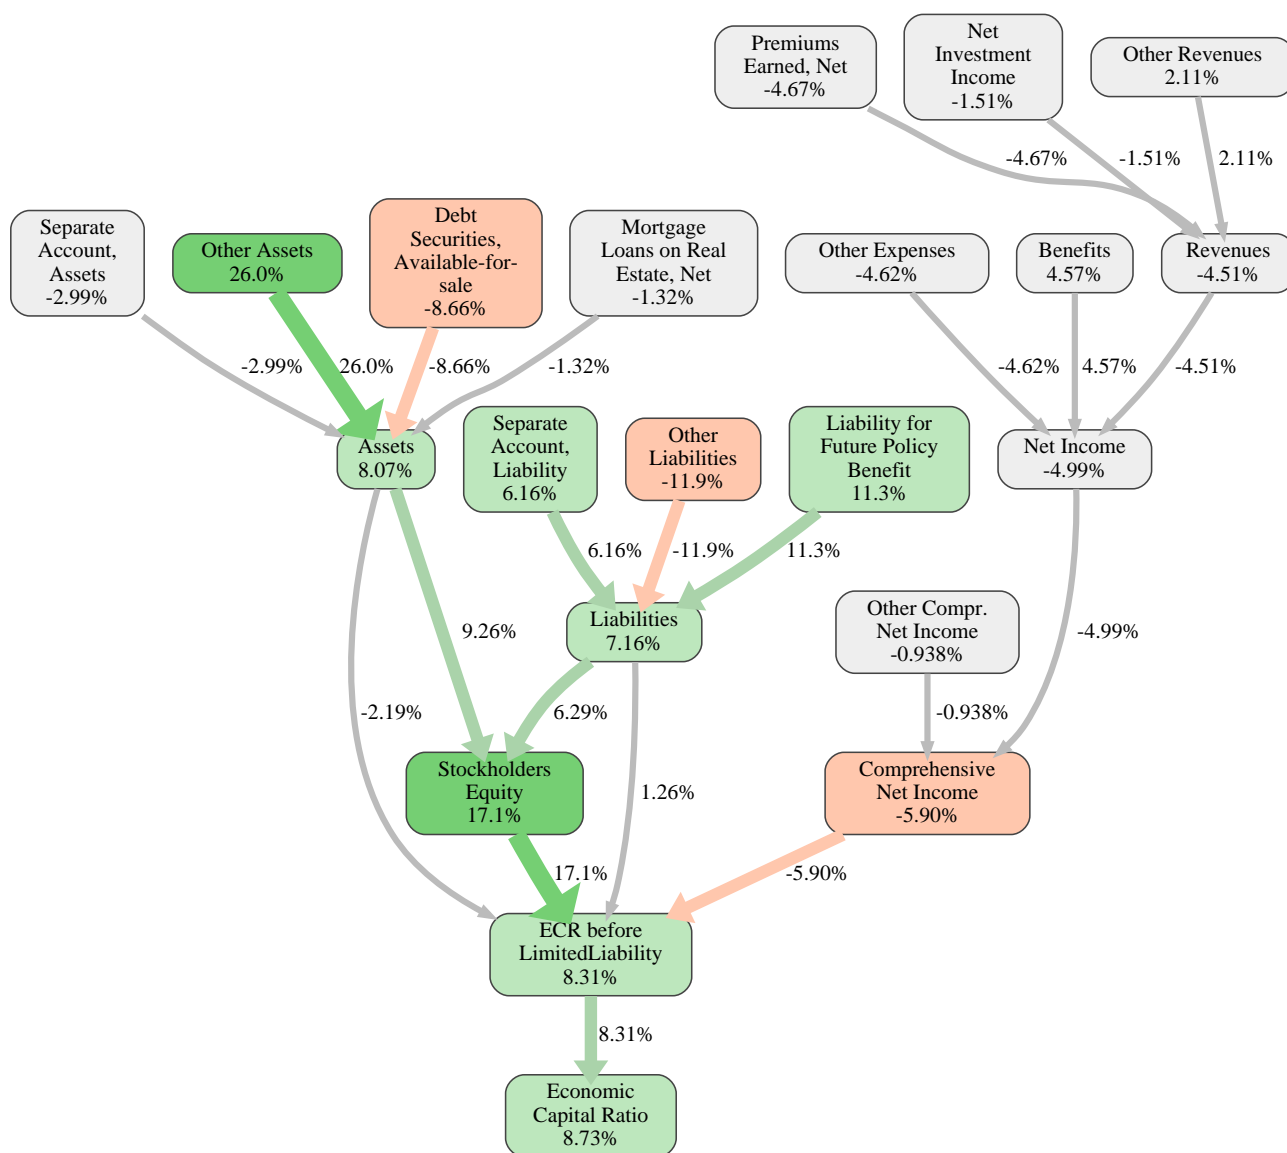 Premiums
Earned, Net
-4.67%
Net
Investment
Income
-1.51%
Other Revenues
2.11%
-4.67%
-1.51%
2.11%
Separate
Account,
Assets
-2.99%
Other Assets
26.0%
Debt
Securities,
Available-for-
sale
-8.66%
Mortgage
Loans on Real
Estate, Net
-1.32%
Other Expenses
-4.62%
Benefits
4.57%
Revenues
-4.51%
-2.99%
26.0%
-8.66%
-1.32%
-4.62%
4.57%
-4.51%
Assets
8.07%
Separate
Account,
Liability
6.16%
Other
Liabilities
-11.9%
Liability for
Future Policy
Benefit
11.3%
Net Income
-4.99%
6.16%
-11.9%
11.3%
9.26%
Liabilities
7.16%
Other Compr.
Net Income
-0.938%
-4.99%
-2.19%
6.29%
-0.938%
Stockholders
Equity
17.1%
1.26%
Comprehensive
Net Income
-5.90%
17.1%
-5.90%
ECR before
LimitedLiability
8.31%
8.31%
Economic
Capital Ratio
8.73%